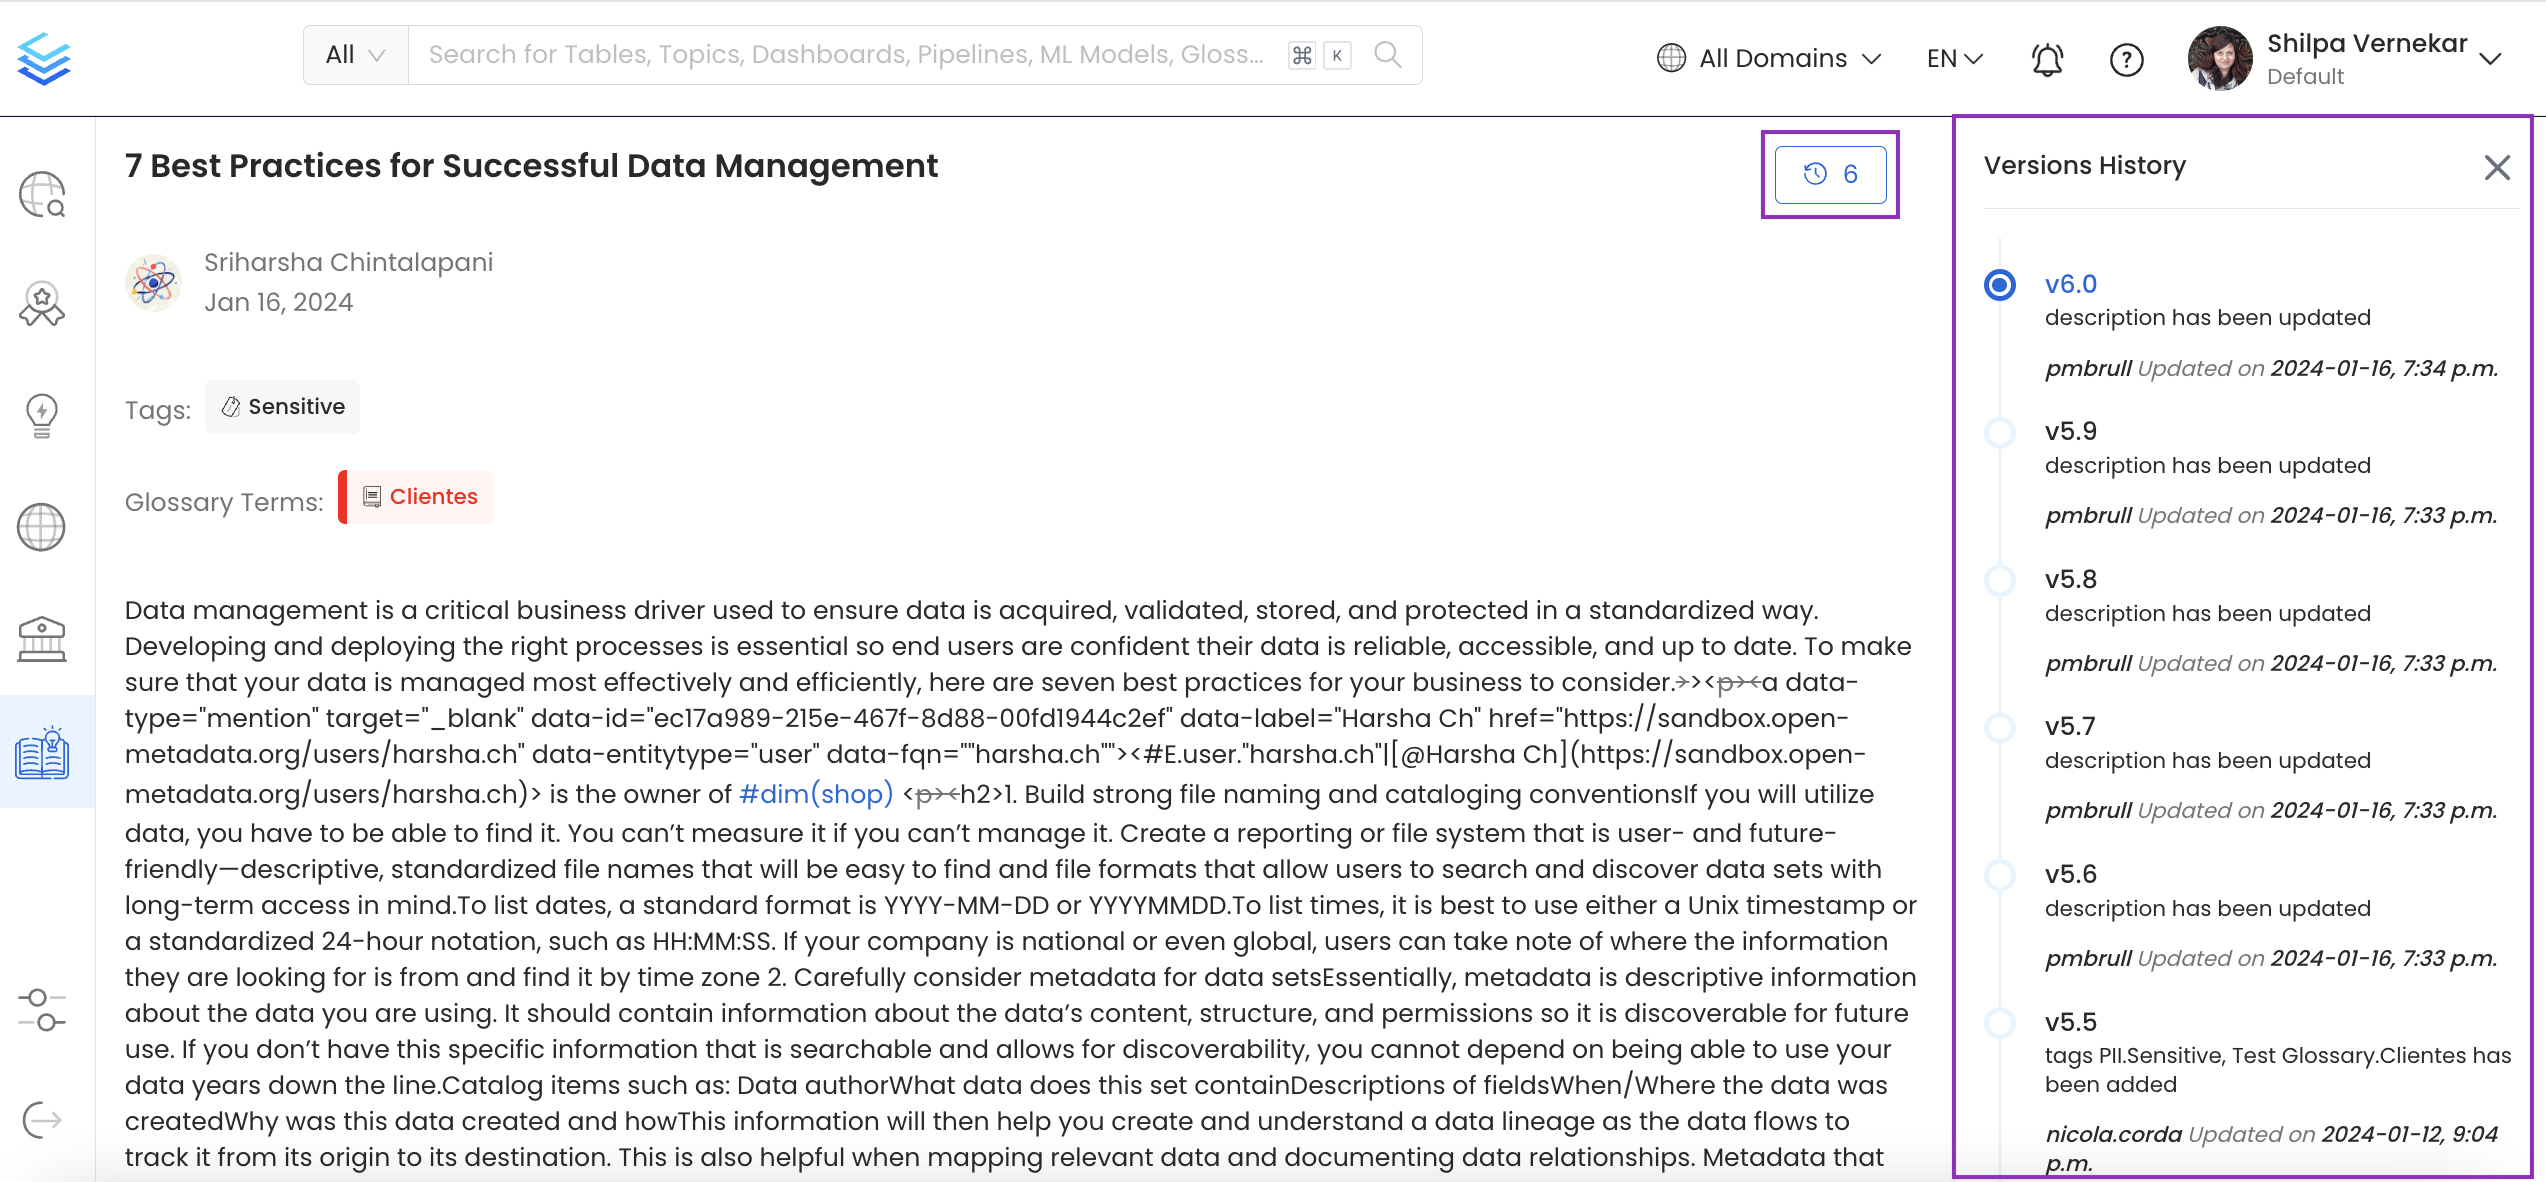 All
Search for Tables, Topics, Dashboards, Pipelines, ML Models, Gloss...
⌘ K
All Domains
EN
Shilpa Vernekar
Default
7 Best Practices for Successful Data Management
6
Sriharsha Chintalapani
Jan 16, 2024
Tags: Sensitive
Glossary Terms: Clientes
Data management is a critical business driver used to ensure data is acquired, validated, stored, and protected in a standardized way.
Developing and deploying the right processes is essential so end users are confident their data is reliable, accessible, and up to date. To make
sure that your data is managed most effectively and efficiently, here are seven best practices for your business to consider.>><p><a data-
type="mention" target="_blank" data-id="ec17a989-215e-467f-8d88-00fd1944c2ef" data-label="Harsha Ch" href="https://sandbox.open-
metadata.org/users/harsha.ch" data-entitytype="user" data-fqn=""harsha.ch""><#E.user."harsha.ch"|[@Harsha Ch](https://sandbox.open-
metadata.org/users/harsha.ch)> is the owner of #dim(shop) <p><h2>1. Build strong file naming and cataloging conventionsIf you will utilize
data, you have to be able to find it. You can’t measure it if you can’t manage it. Create a reporting or file system that is user- and future-
friendly—descriptive, standardized file names that will be easy to find and file formats that allow users to search and discover data sets with
long-term access in mind.To list dates, a standard format is YYYY-MM-DD or YYYYMMDD.To list times, it is best to use either a Unix timestamp or
a standardized 24-hour notation, such as HH:MM:SS. If your company is national or even global, users can take note of where the information
they are looking for is from and find it by time zone 2. Carefully consider metadata for data setsEssentially, metadata is descriptive information
about the data you are using. It should contain information about the data’s content, structure, and permissions so it is discoverable for future
use. If you don’t have this specific information that is searchable and allows for discoverability, you cannot depend on being able to use your
data years down the line.Catalog items such as: Data authorWhat data does this set containDescriptions of fieldsWhen/Where the data was
createdWhy was this data created and howThis information will then help you create and understand a data lineage as the data flows to
track it from its origin to its destination. This is also helpful when mapping relevant data and documenting data relationships. Metadata that
Versions History
v6.0
description has been updated
pmbrull Updated on 2024-01-16, 7:34 p.m.
v5.9
description has been updated
pmbrull Updated on 2024-01-16, 7:33 p.m.
v5.8
description has been updated
pmbrull Updated on 2024-01-16, 7:33 p.m.
v5.7
description has been updated
pmbrull Updated on 2024-01-16, 7:33 p.m.
v5.6
description has been updated
pmbrull Updated on 2024-01-16, 7:33 p.m.
v5.5
tags PII.Sensitive, Test Glossary.Clientes has
been added
nicola.corda Updated on 2024-01-12, 9:04
p.m.